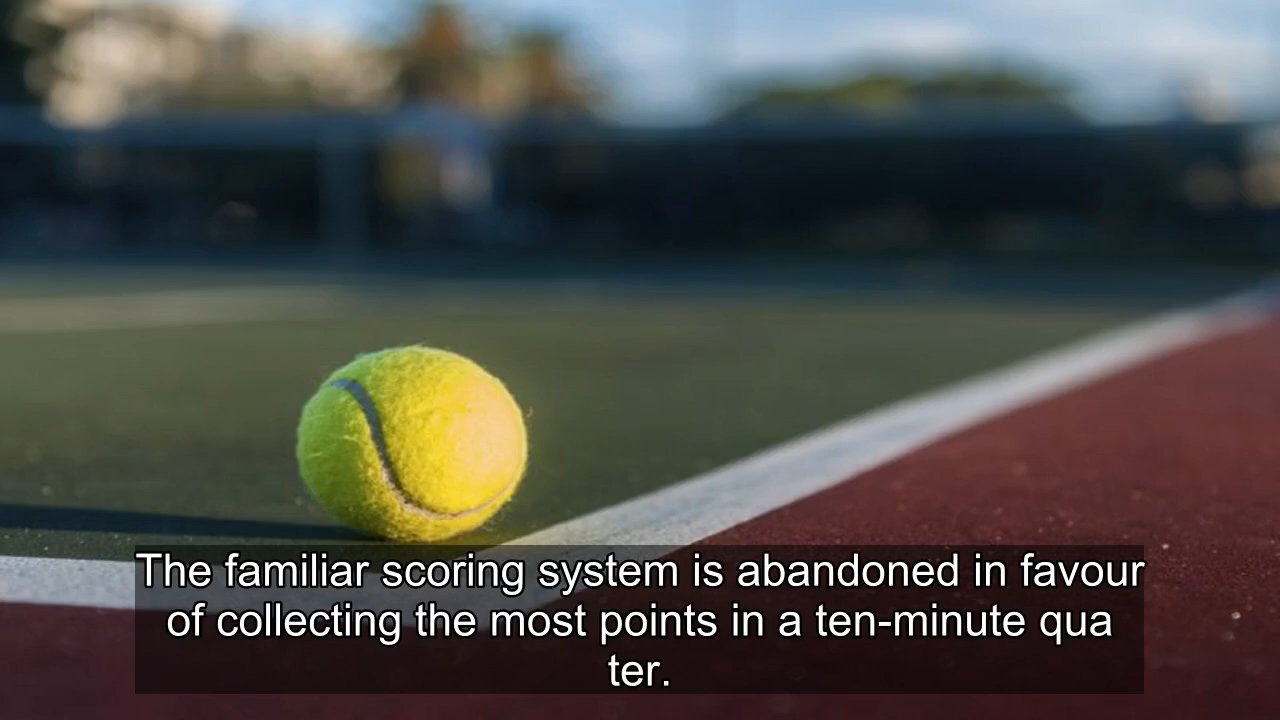 The familiar scoring system is abandoned in favour
of collecting the most points in a ten-minute qua
ter.